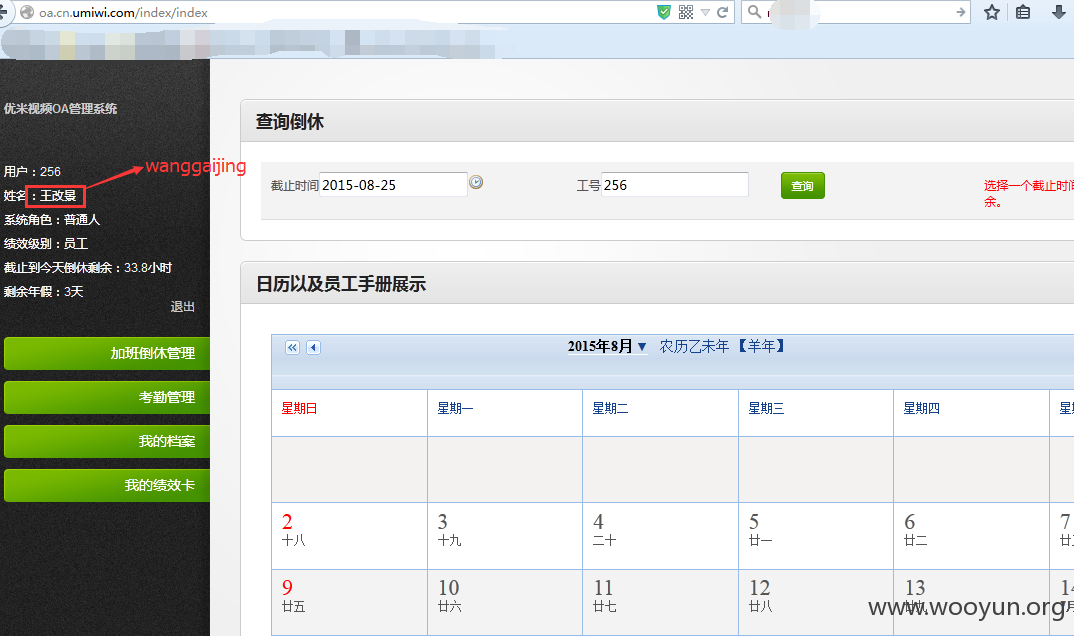 oa.cn.umiwi.com/index/index
优米视频OA管理系统
用户：256
wanggaijing
姓名：王改景
系统角色：普通人
绩效级别：员工
截止到今天倒休剩余：33.8小时
剩余年假：3天
退出
加班倒休管理
考勤管理
我的档案
我的绩效卡
查询倒休
截止时间 2015-08-25 工号 256 查询
选择一个截止时间
余。
日历以及员工手册展示
2015年8月 农历乙未年【羊年】
星期日 星期一 星期二 星期三 星期四
2 3 4 5 6 7
十八 十九 二十 廿一 廿二
9 10 11 12 13
廿五 廿六 廿七 廿八
www.wooyun.org